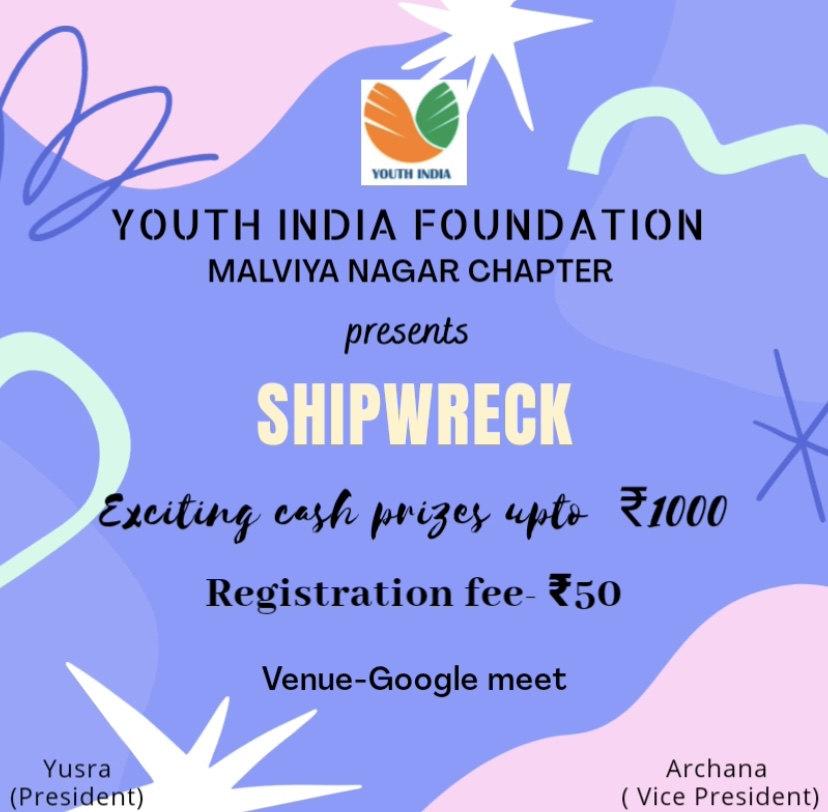 YOUTH INDIA
YOUTH INDIA FOUNDATION
MALVIYA NAGAR CHAPTER
presents
SHIPWRECK
Exciting cash prizes upto ₹1000
Registration fee- ₹50
Venue-Google meet
Yusra
(President)
Archana
( Vice President)